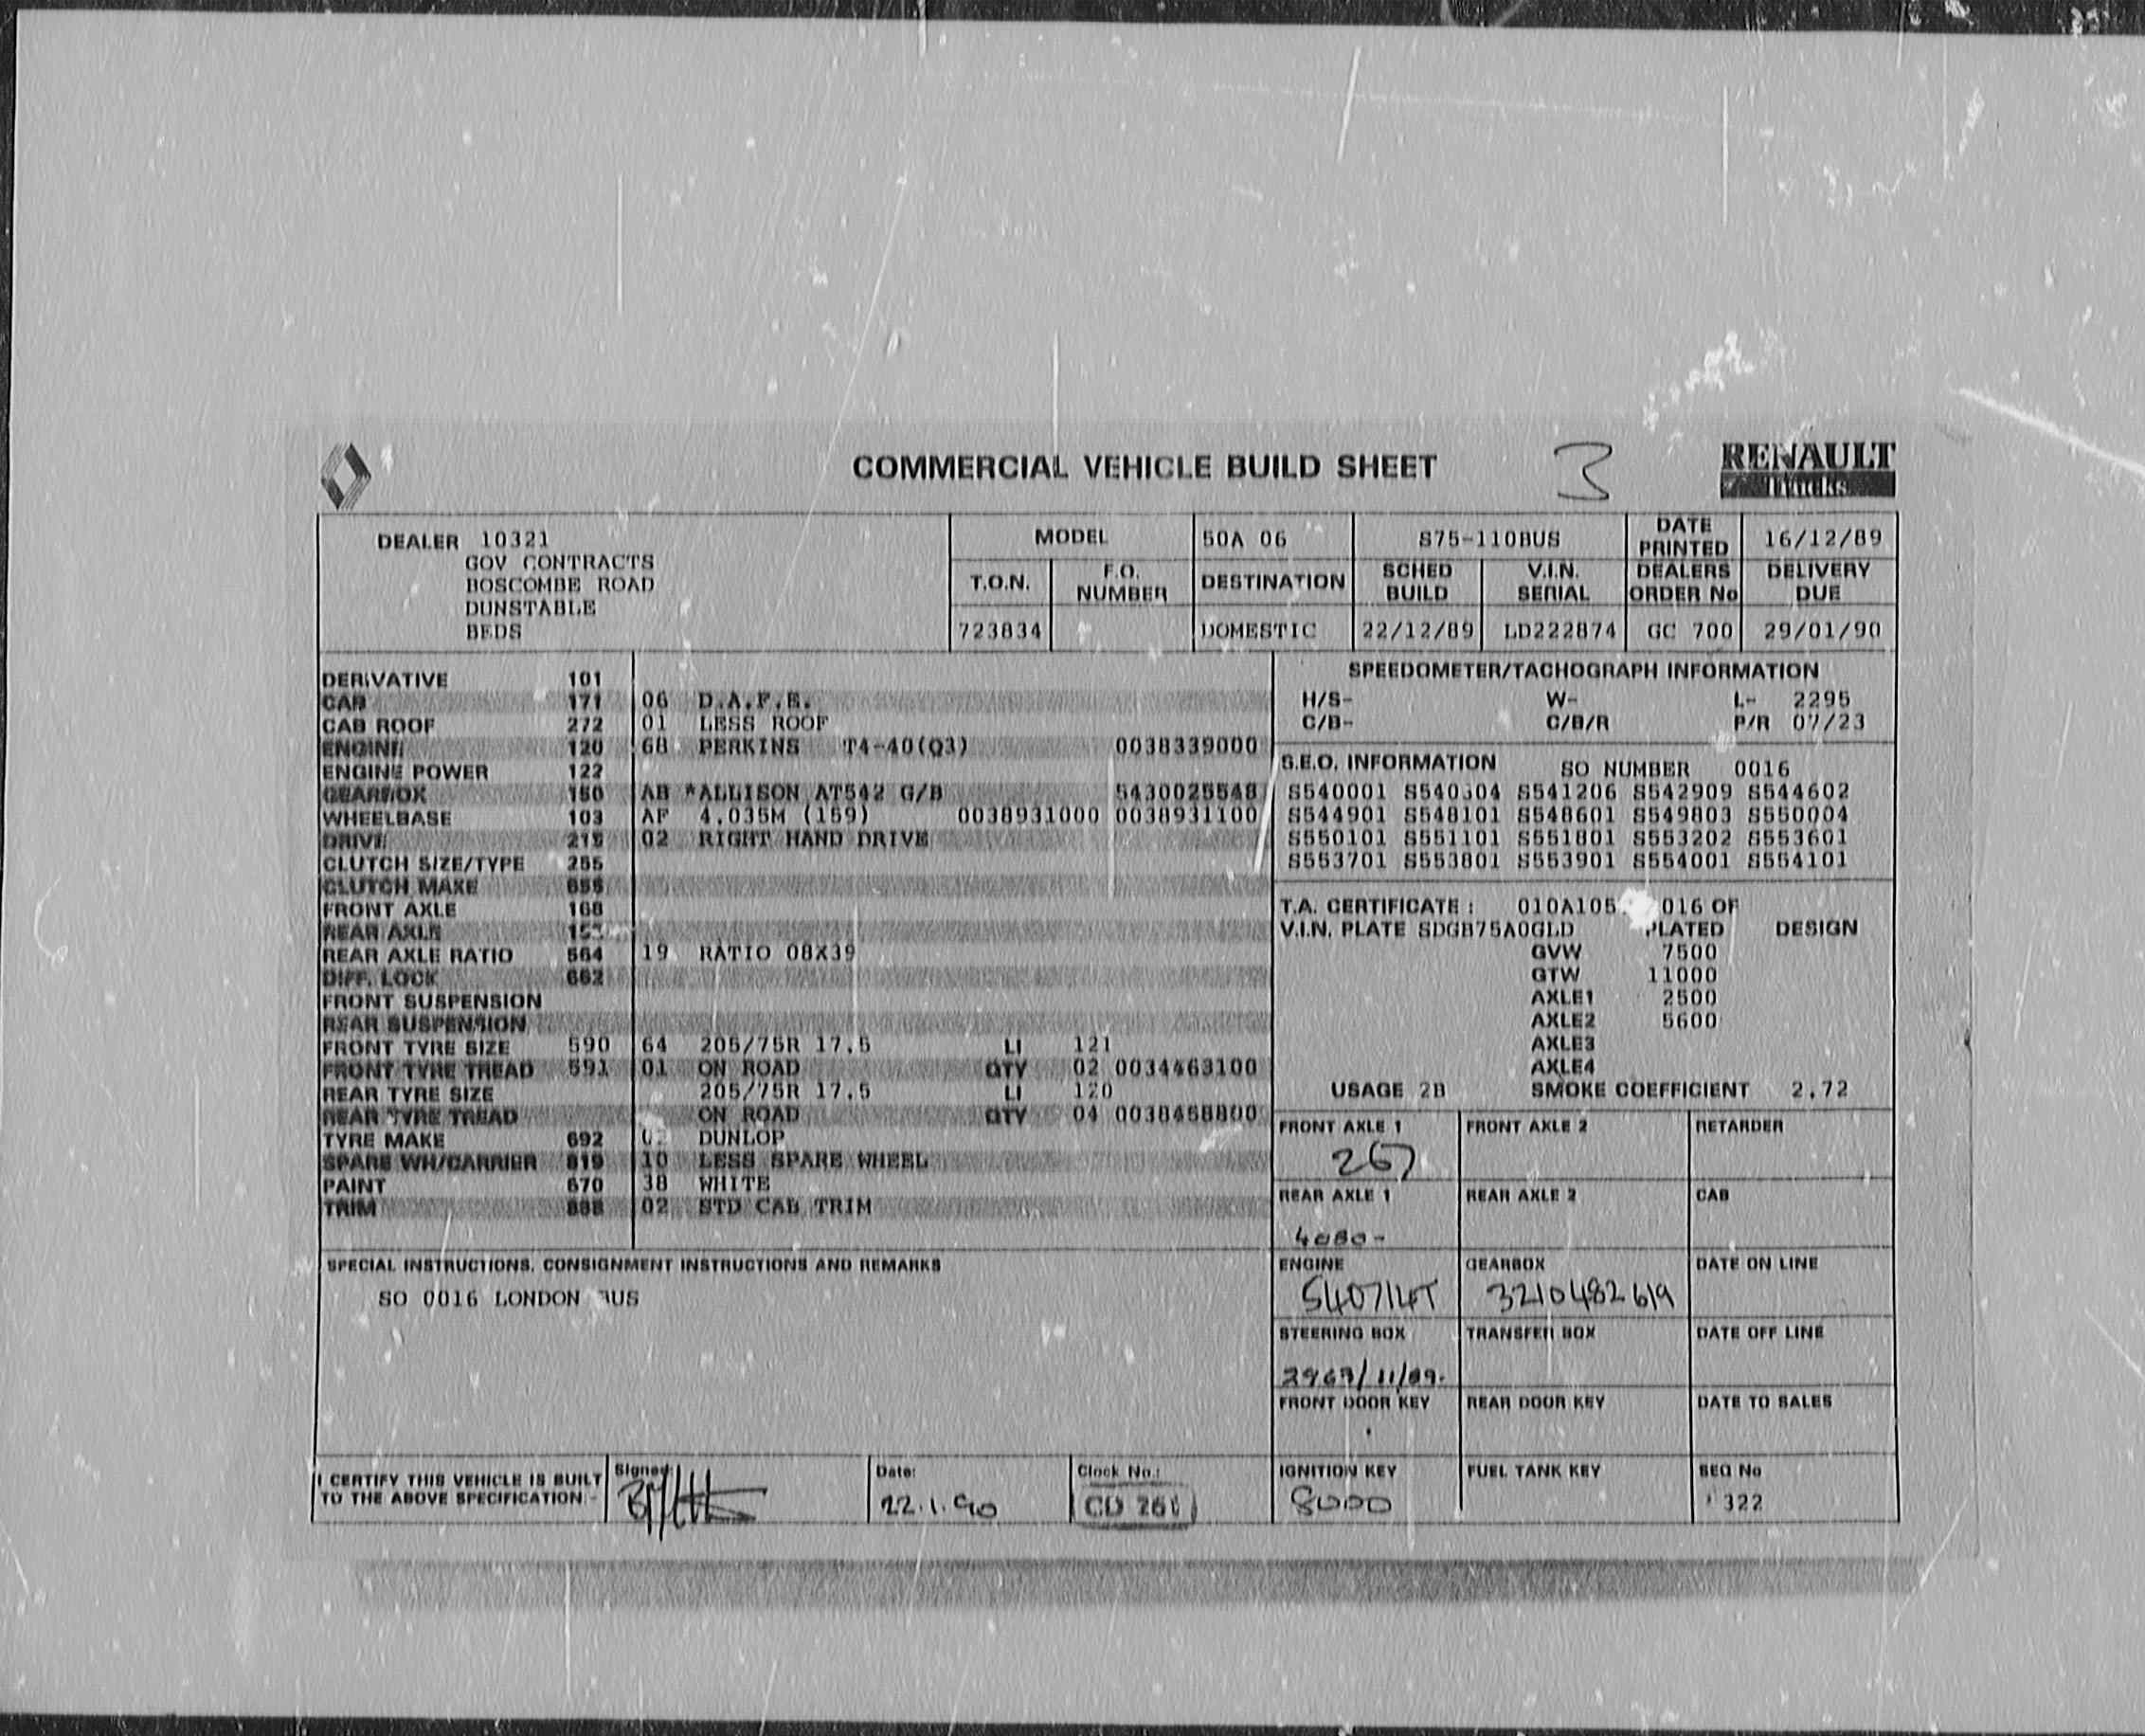 COMMERCIAL VEHICLE BUILD SHEET 3 RENAULT Trucks
DEALER 10321
GOV CONTRACTS
BOSCOMBE ROAD
DUNSTABLE
BEDS
MODEL 50A 06 S75-110BUS DATE PRINTED 16/12/89
T.O.N. F.O. NUMBER DESTINATION SCHED BUILD V.I.N. SERIAL DEALERS ORDER No DELIVERY DUE
723834 DOMESTIC 22/12/89 LD222874 GC 700 29/01/90
DERIVATIVE 101
CAB 171 06 D.A.F.E.
CAB ROOF 272 01 LESS ROOF
ENGINE 120 68 PERKINS T4-40(Q3) 0038339000
ENGINE POWER 122
GEARBOX 150 AB *ALLISON AT542 G/B 5430025548
WHEELBASE 103 AF 4.035M (159) 0038931000 0038931100
DRIVE 215 02 RIGHT HAND DRIVE
CLUTCH SIZE/TYPE 255
CLUTCH MAKE 655
FRONT AXLE 168
REAR AXLE
REAR AXLE RATIO 564 19 RATIO 08X39
DIFF. LOCK 662
FRONT SUSPENSION
REAR SUSPENSION
FRONT TYRE SIZE 590 64 205/75R 17.5 LI 121
FRONT TYRE TREAD 591 01 ON ROAD QTY 02 0034463100
REAR TYRE SIZE 205/75R 17.5 LI 120
REAR TYRE TREAD ON ROAD QTY 04 0038458800
TYRE MAKE 692 DUNLOP
SPARE WH/CARRIER 619 10 LESS SPARE WHEEL
PAINT 670 38 WHITE
TRIM 888 02 STD CAB TRIM
SPECIAL INSTRUCTIONS, CONSIGNMENT INSTRUCTIONS AND REMARKS
SO 0016 LONDON BUS
SPEEDOMETER/TACHOGRAPH INFORMATION
H/S- W- L- 2295
C/B- C/B/R P/R 07/23
S.E.O. INFORMATION SO NUMBER 0016
S540001 S540304 S541206 S542909 S544602
S544901 S548101 S548601 S549803 S550004
S550101 S551101 S551801 S553202 S553601
S553701 S553801 S553901 S554001 S554101
T.A. CERTIFICATE : 010A105 016 OF
V.I.N. PLATE SDGB75A0GLD PLATED DESIGN
GVW 7500
GTW 11000
AXLE1 2500
AXLE2 5600
AXLE3
AXLE4
USAGE 2B SMOKE COEFFICIENT 2.72
FRONT AXLE 1 FRONT AXLE 2 RETARDER
267
REAR AXLE 1 REAR AXLE 2 CAB
4080-
ENGINE GEARBOX DATE ON LINE
540714T 3210482619
STEERING BOX TRANSFER BOX DATE OFF LINE
2967/11/89.
FRONT DOOR KEY REAR DOOR KEY DATE TO SALES
IGNITION KEY FUEL TANK KEY SEQ No
8000 322
I CERTIFY THIS VEHICLE IS BUILT
TO THE ABOVE SPECIFICATION:-
Signed: Date: Clock No.:
22.1.90